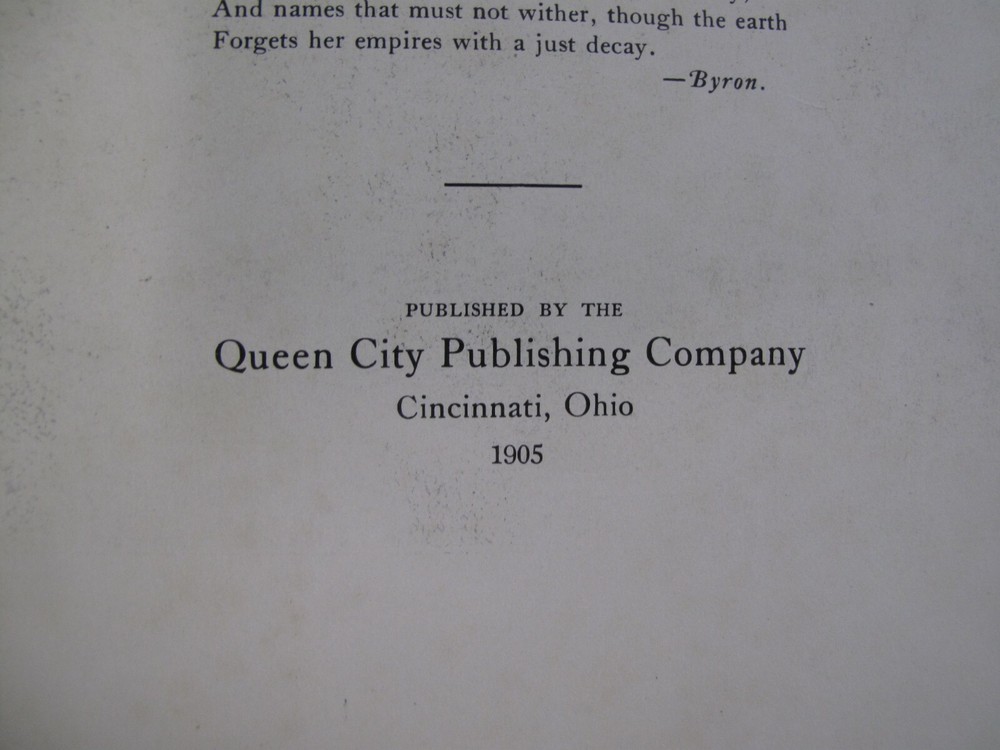 And names that must not wither, though the earth
Forgets her empires with a just decay.
—Byron.
PUBLISHED BY THE
Queen City Publishing Company
Cincinnati, Ohio
1905